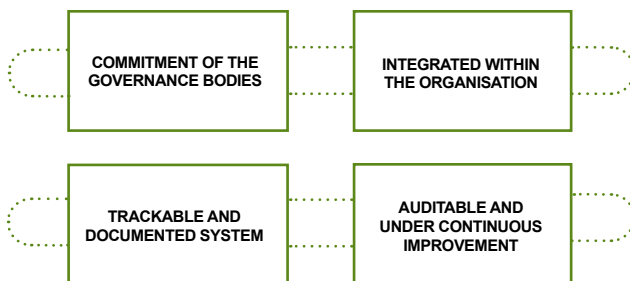 COMMITMENT OF THE
GOVERNANCE BODIES
INTEGRATED WITHIN
THE ORGANISATION
TRACKABLE AND
DOCUMENTED SYSTEM
AUDITABLE AND
UNDER CONTINUOUS
IMPROVEMENT